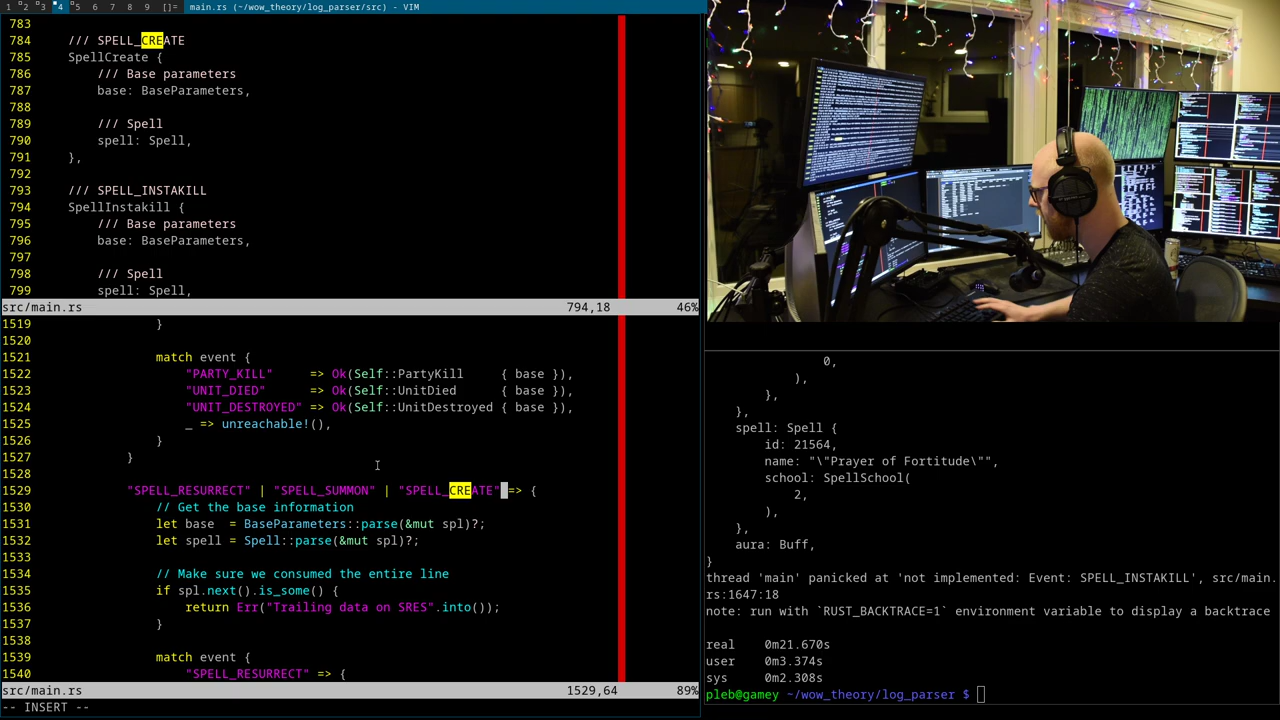 1 2 3 4 5 6 7 8 9 []= main.rs (~/wow_theory/log_parser/src) - VIM
783
784 /// SPELL_CREATE
785 SpellCreate {
786 /// Base parameters
787 base: BaseParameters,
788
789 /// Spell
790 spell: Spell,
791 },
792
793 /// SPELL_INSTAKILL
794 SpellInstakill {
795 /// Base parameters
796 base: BaseParameters,
797
798 /// Spell
799 spell: Spell,
src/main.rs 794,18 46%
1519 }
1520
1521 match event {
1522 "PARTY_KILL" => Ok(Self::PartyKill { base }),
1523 "UNIT_DIED" => Ok(Self::UnitDied { base }),
1524 "UNIT_DESTROYED" => Ok(Self::UnitDestroyed { base }),
1525 _ => unreachable!(),
1526 }
1527 }
1528
1529 "SPELL_RESURRECT" | "SPELL_SUMMON" | "SPELL_CREATE" => {
1530 // Get the base information
1531 let base = BaseParameters::parse(&mut spl)?;
1532 let spell = Spell::parse(&mut spl)?;
1533
1534 // Make sure we consumed the entire line
1535 if spl.next().is_some() {
1536 return Err("Trailing data on SRES".into());
1537 }
1538
1539 match event {
1540 "SPELL_RESURRECT" => {
src/main.rs 1529,64 89%
-- INSERT --
0,
),
},
},
spell: Spell {
id: 21564,
name: "\"Prayer of Fortitude\"",
school: SpellSchool(
2,
),
},
aura: Buff,
}
thread 'main' panicked at 'not implemented: Event: SPELL_INSTAKILL', src/main.
rs:1647:18
note: run with `RUST_BACKTRACE=1` environment variable to display a backtrace
real 0m21.670s
user 0m3.374s
sys 0m2.308s
pleb@gamey ~/wow_theory/log_parser $